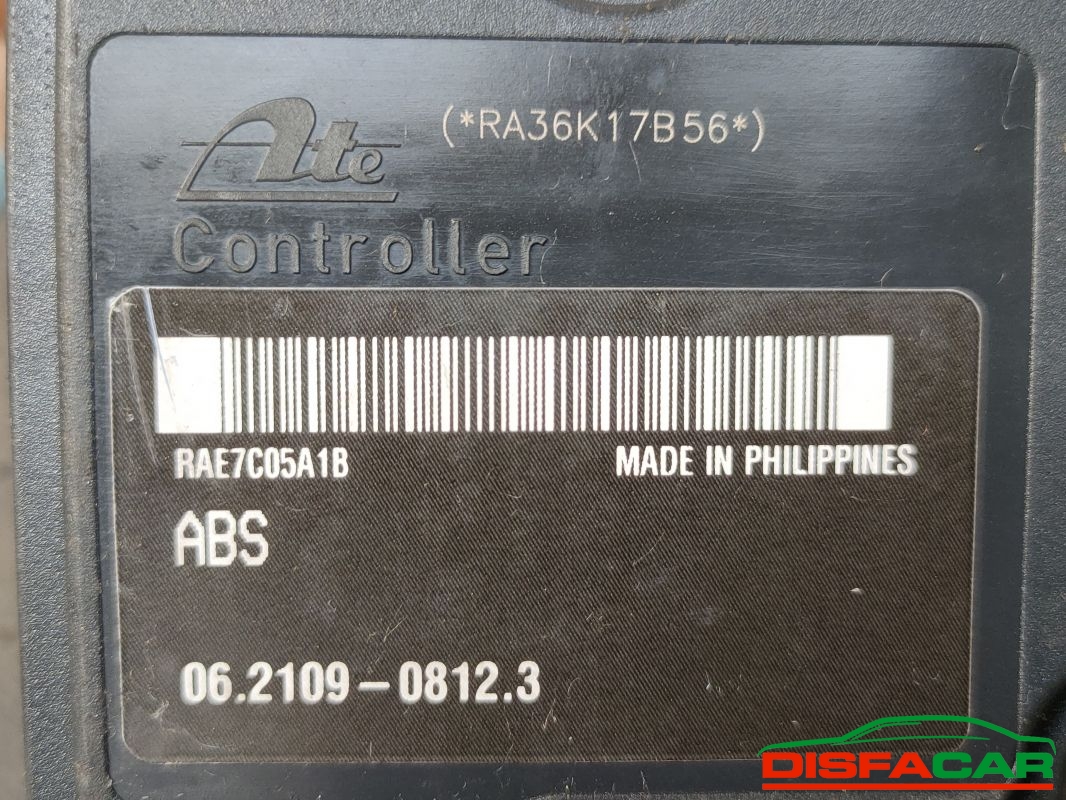 Ate
(*RA36K17B56*)
Controller
RAE7C05A1B
MADE IN PHILIPPINES
ABS
06.2109-0812.3
DISFACAR